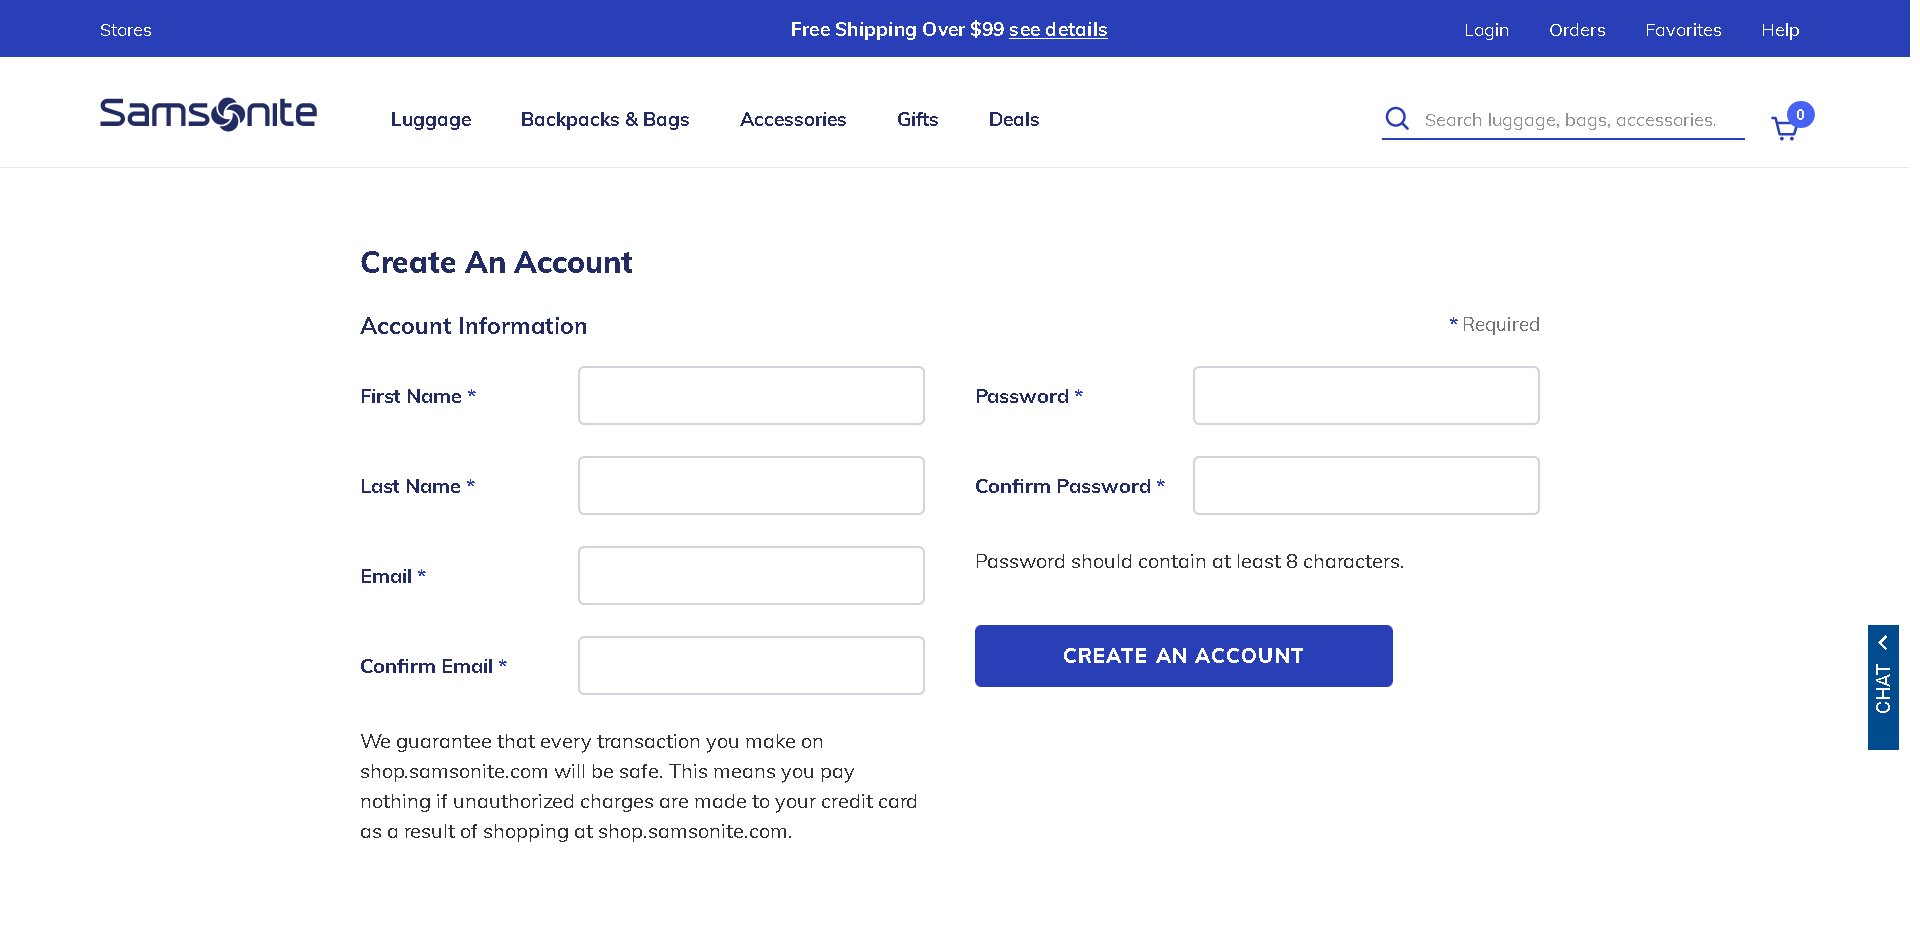 Stores
Free Shipping Over $99 see details
Login Orders Favorites Help
Samsonite
Luggage Backpacks & Bags Accessories Gifts Deals
Search luggage, bags, accessories.
0
Create An Account
Account Information
* Required
First Name *
Last Name *
Email *
Confirm Email *
We guarantee that every transaction you make on
shop.samsonite.com will be safe. This means you pay
nothing if unauthorized charges are made to your credit card
as a result of shopping at shop.samsonite.com.
Password *
Confirm Password *
Password should contain at least 8 characters.
CREATE AN ACCOUNT
CHAT